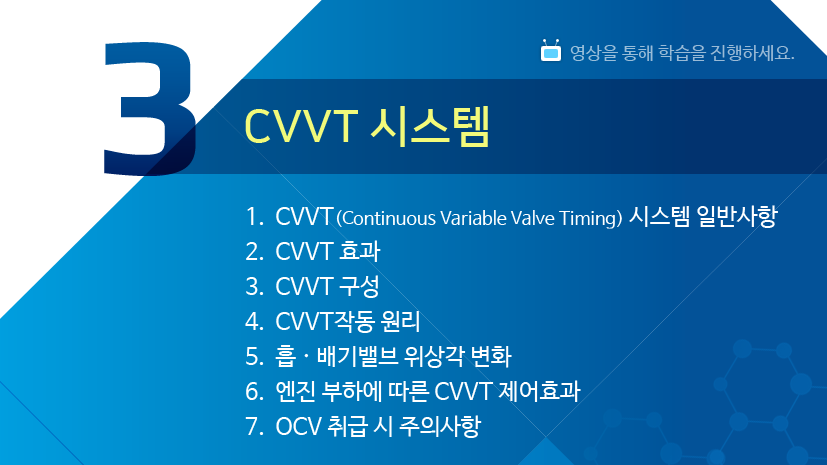 3
영상을 통해 학습을 진행하세요.
CVVT 시스템
1. CVVT(Continuous Variable Valve Timing) 시스템 일반사항
2. CVVT 효과
3. CVVT 구성
4. CVVT작동 원리
5. 흡 · 배기밸브 위상각 변화
6. 엔진 부하에 따른 CVVT 제어효과
7. OCV 취급 시 주의사항